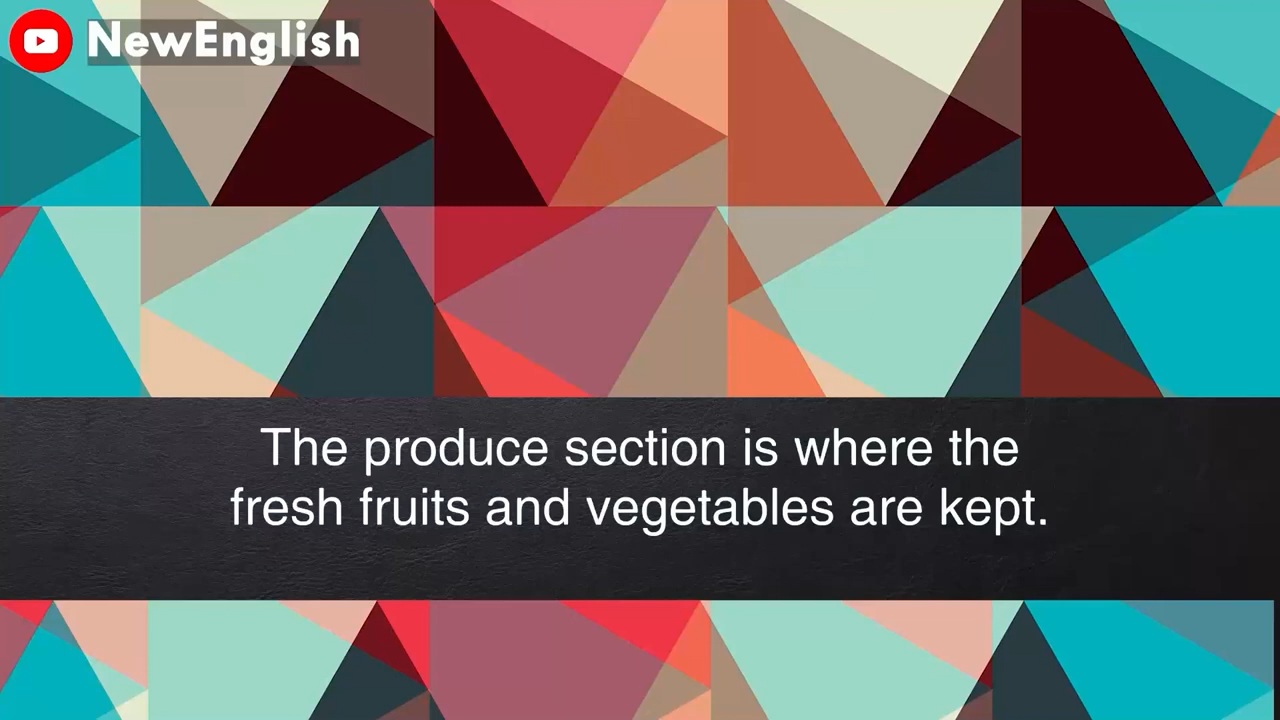 NewEnglish
The produce section is where the
fresh fruits and vegetables are kept.